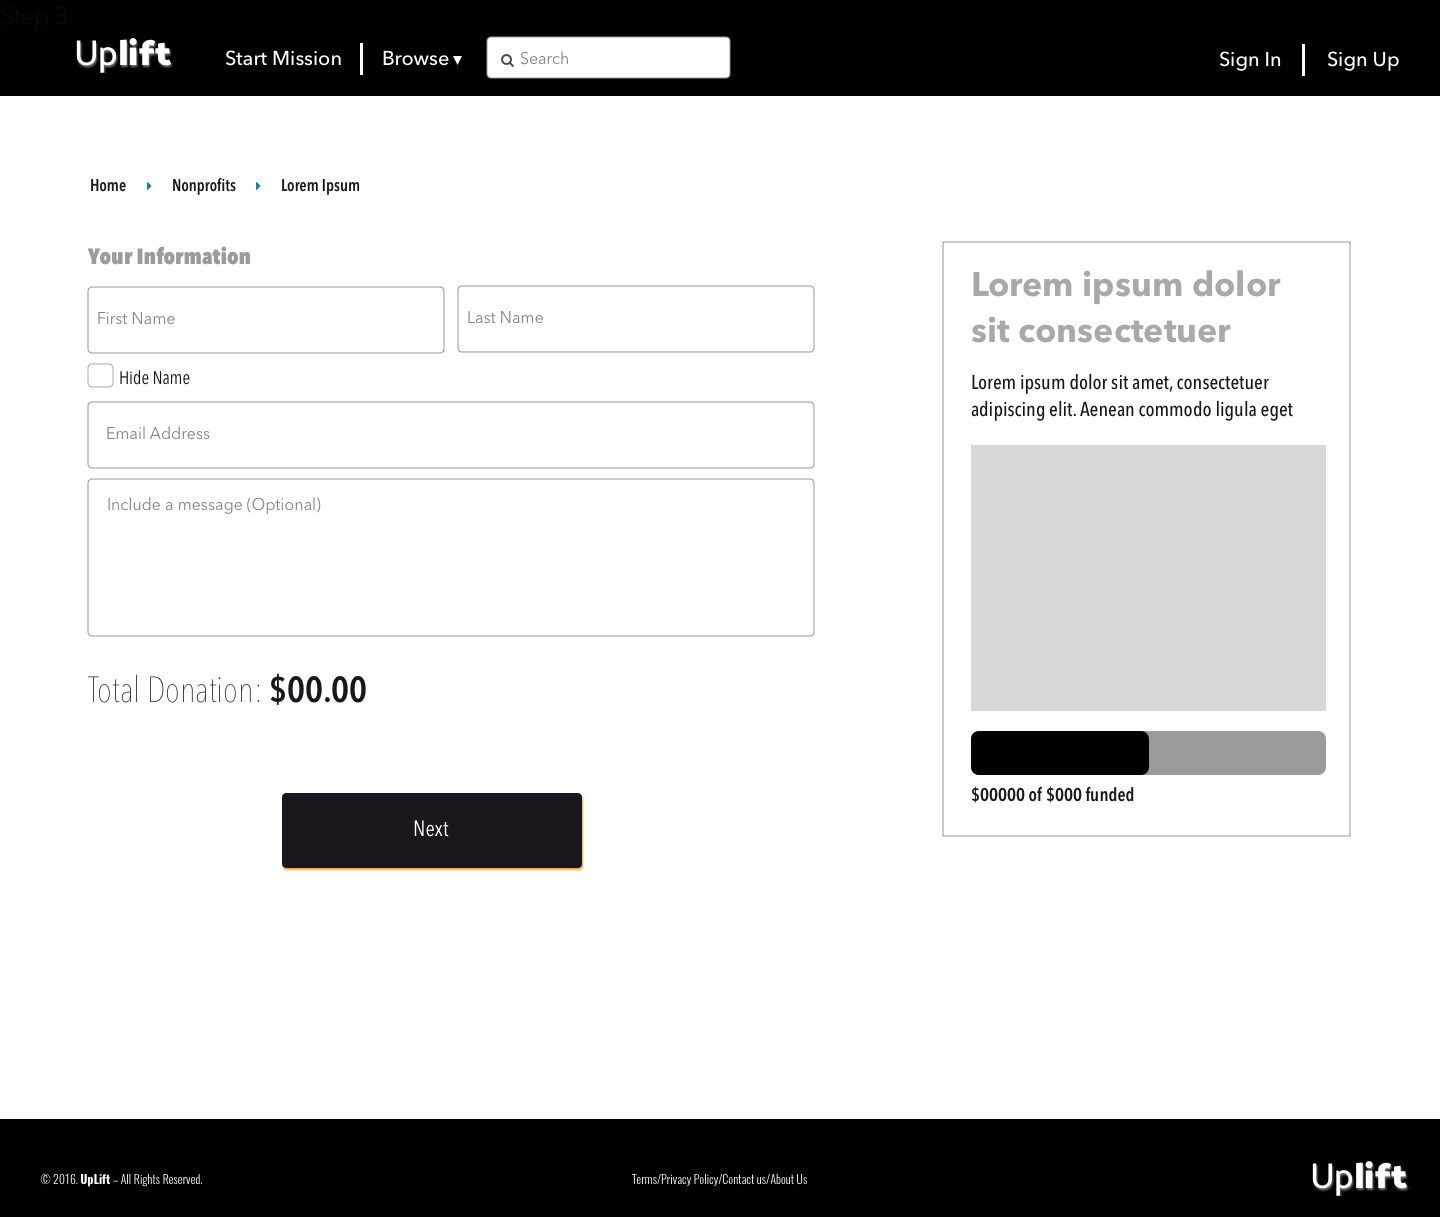 Step 3
Uplift
Start Mission
Browse ▾
Search
Sign In
Sign Up
Home
Nonprofits
Lorem Ipsum
Your Information
First Name
Last Name
Hide Name
Email Address
Include a message (Optional)
Total Donation: $00.00
Next
Lorem ipsum dolor
sit consectetuer
Lorem ipsum dolor sit amet, consectetuer
adipiscing elit. Aenean commodo ligula eget
$00000 of $000 funded
© 2016. UpLift – All Rights Reserved.
Terms/Privacy Policy/Contact us/About Us
Uplift